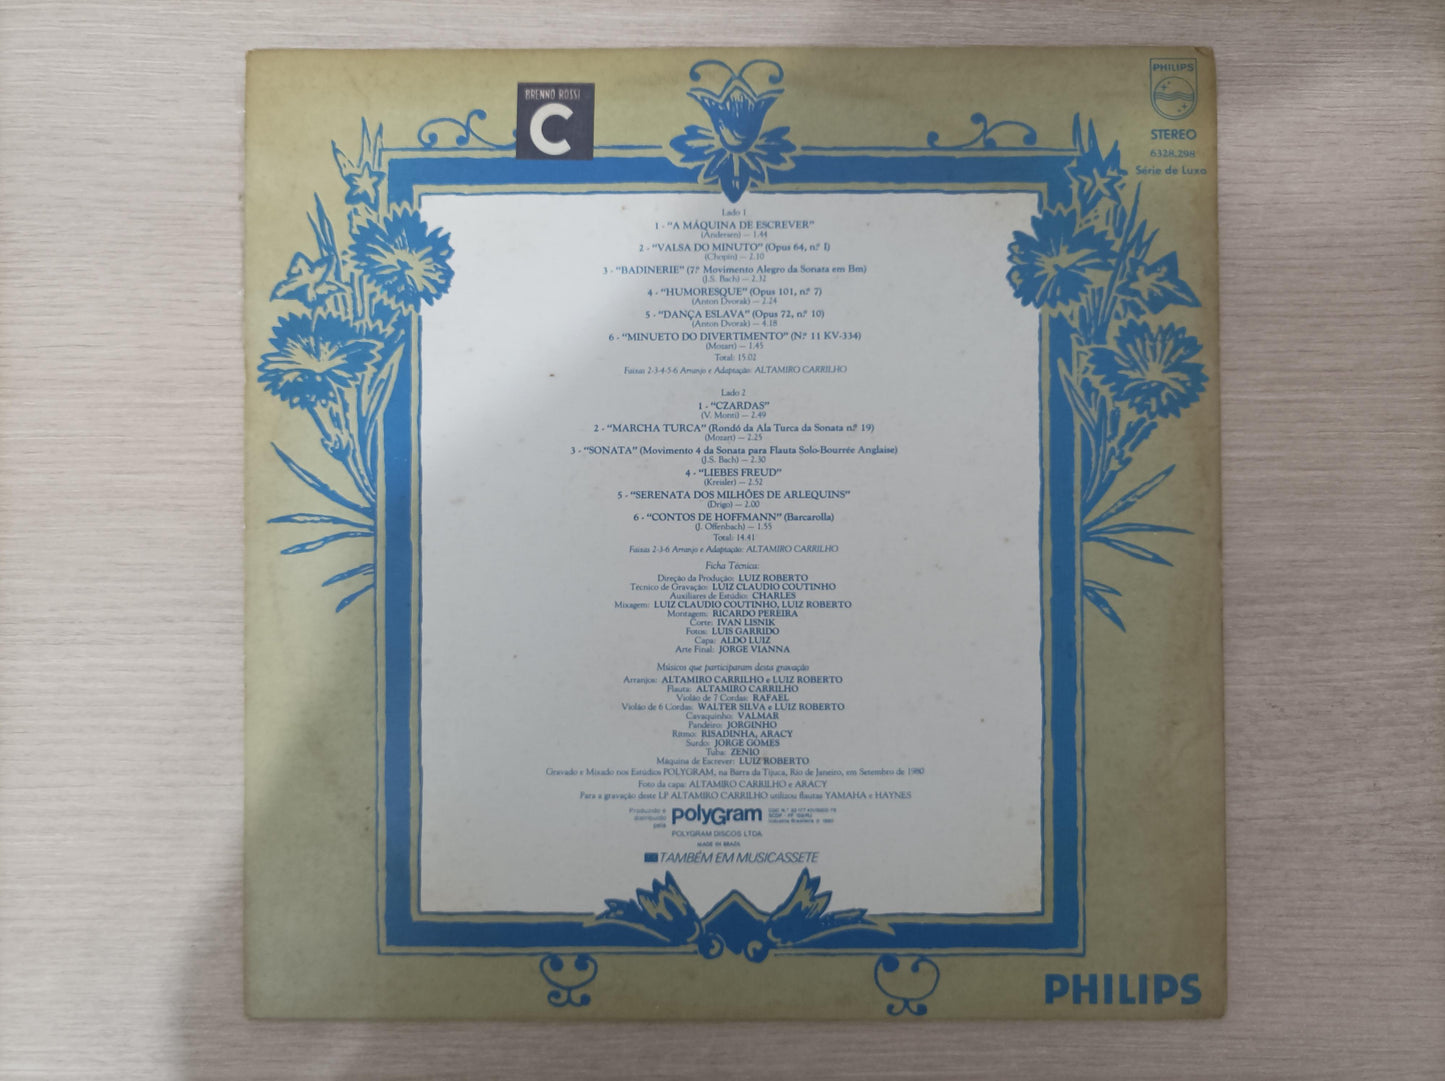 BRENNO ROSSI
C
PHILIPS
STEREO
6328.298
Série de Luxo
Lado 1
1 - "A MÁQUINA DE ESCREVER"
(Andersen) — 1.44
2 - "VALSA DO MINUTO" (Opus 64, n.º I)
(Chopin) — 2.10
3 - "BADINERIE" (7.º Movimento Alegro da Sonata em Bm)
(J.S. Bach) — 2.32
4 - "HUMORESQUE" (Opus 101, n.º 7)
(Anton Dvorak) — 2.24
5 - "DANÇA ESLAVA" (Opus 72, n.º 10)
(Anton Dvorak) — 4.18
6 - "MINUETO DO DIVERTIMENTO" (N.º 11 KV-334)
(Mozart) — 1.45
Total: 15.02
Faixas 2-3-4-5-6 Arranjo e Adaptação: ALTAMIRO CARRILHO
Lado 2
1 - "CZARDAS"
(V. Monti) — 2.49
2 - "MARCHA TURCA" (Rondó da Ala Turca da Sonata n.º 19)
(Mozart) — 2.25
3 - "SONATA" (Movimento 4 da Sonata para Flauta Solo-Bourrée Anglaise)
(J.S. Bach) — 2.30
4 - "LIEBES FREUD"
(Kreisler) — 2.52
5 - "SERENATA DOS MILHÕES DE ARLEQUINS"
(Drigo) — 2.00
6 - "CONTOS DE HOFFMANN" (Barcarolla)
(J. Offenbach) — 1.55
Total: 14.41
Faixas 2-3-6 Arranjo e Adaptação: ALTAMIRO CARRILHO
Ficha Técnica:
Direção da Produção: LUIZ ROBERTO
Técnico de Gravação: LUIZ CLAUDIO COUTINHO
Auxiliares de Estúdio: CHARLES
Mixagem: LUIZ CLAUDIO COUTINHO, LUIZ ROBERTO
Montagem: RICARDO PEREIRA
Corte: IVAN LISNIK
Fotos: LUIS GARRIDO
Capa: ALDO LUIZ
Arte Final: JORGE VIANNA
Músicos que participaram desta gravação
Arranjos: ALTAMIRO CARRILHO e LUIZ ROBERTO
Flauta: ALTAMIRO CARRILHO
Violão de 7 Cordas: RAFAEL
Violão de 6 Cordas: WALTER SILVA e LUIZ ROBERTO
Cavaquinho: VALMAR
Pandeiro: JORGINHO
Ritmo: RISADINHA, ARACY
Surdo: JORGE GOMES
Tuba: ZENIO
Máquina de Escrever: LUIZ ROBERTO
Gravado e Mixado nos Estúdios POLYGRAM, na Barra da Tijuca, Rio de Janeiro, em Setembro de 1980
Foto da capa: ALTAMIRO CARRILHO e ARACY
Para a gravação deste LP ALTAMIRO CARRILHO utilizou flautas YAMAHA e HAYNES
Produzido e
distribuído
pela
polyGram
Indústria Brasileira
POLYGRAM DISCOS LTDA
MADE IN BRAZIL
TAMBÉM EM MUSICASSETE
PHILIPS